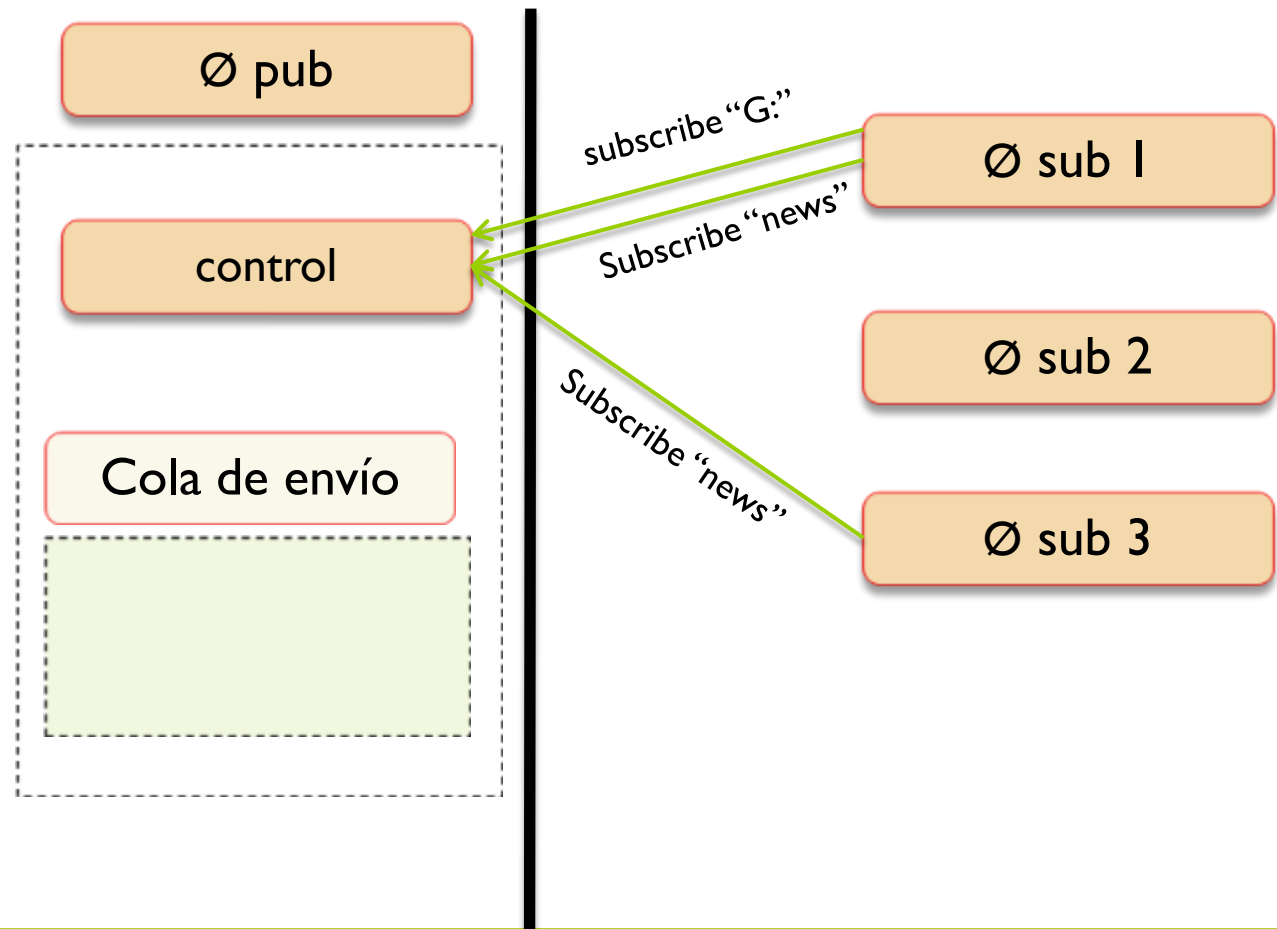 Ø pub
subscribe “G:”
Ø sub 1
Subscribe “news”
control
Ø sub 2
Subscribe “news”
Cola de envío
Ø sub 3